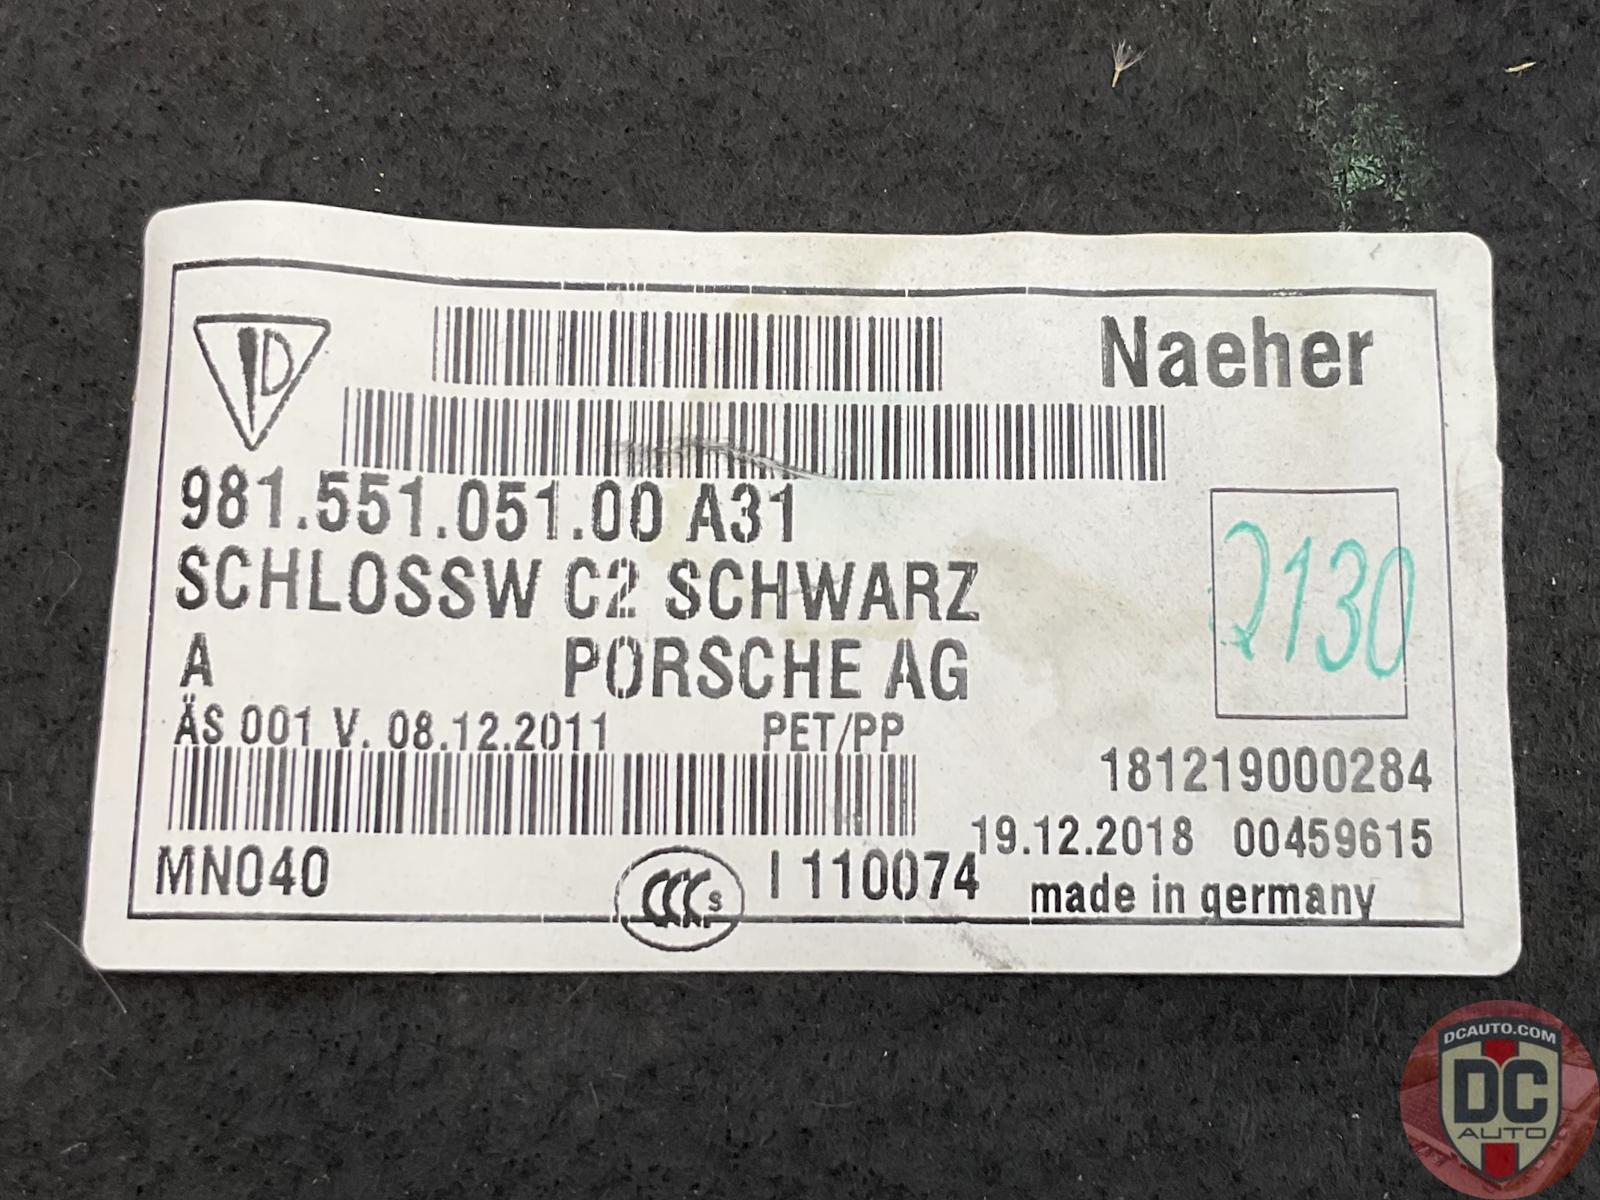 Naeher
981.551.051.00 A31
SCHLOSSW C2 SCHWARZ
A PORSCHE AG
ÄS 001 V. 08.12.2011 PET/PP
2130
181219000284
19.12.2018 00459615
MN040
CCC S
I 110074
made in germany
DCAUTO.COM
DC
AUTO